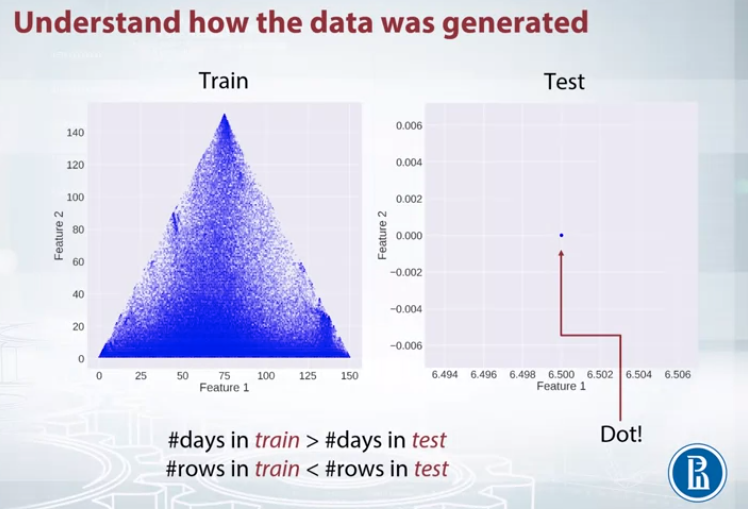 Understand how the data was generated
Train
Test
140
120
100
80
60
40
20
0
Feature 2
0 25 50 75 100 125 150
Feature 1
0.006
0.004
0.002
0.000
−0.002
−0.004
−0.006
Feature 2
6.494 6.496 6.498 6.500 6.502 6.504 6.506
Feature 1
Dot!
#days in train > #days in test
#rows in train < #rows in test